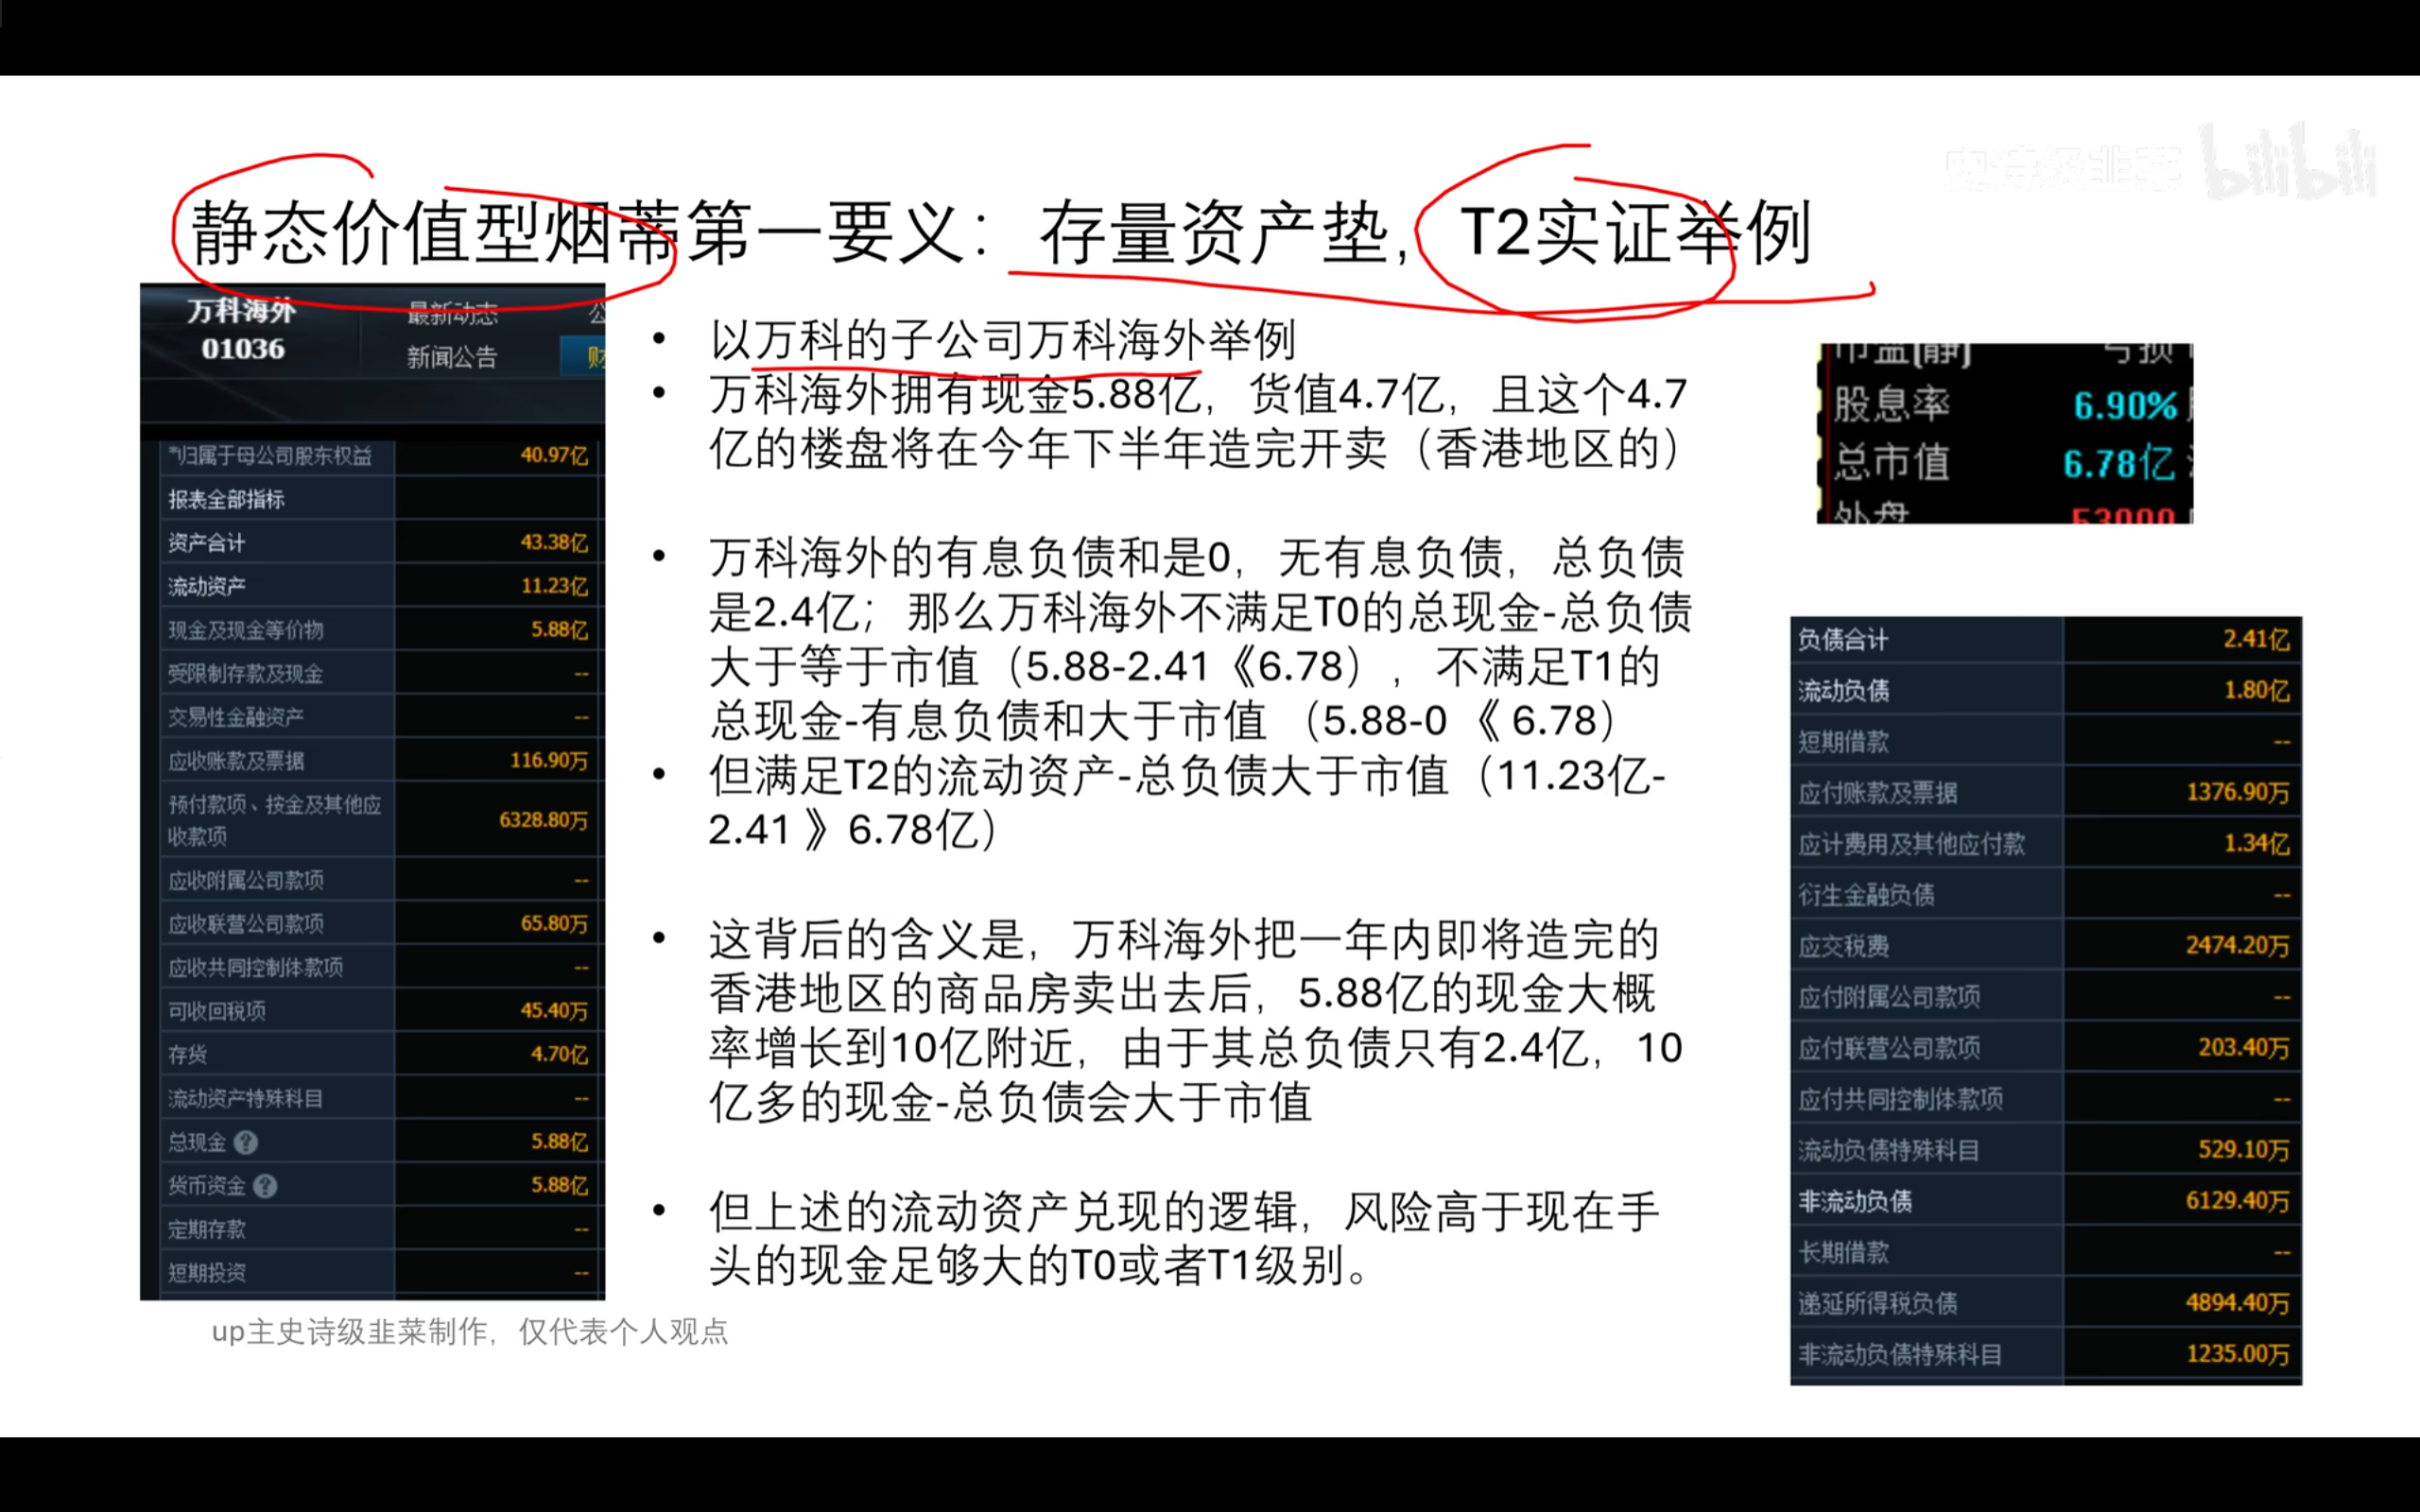 史诗级韭菜 bilibili
静态价值型烟蒂第一要义：存量资产垫，T2实证举例
万科海外
01036
最新动态
公
新闻公告
财
*归属于母公司股东权益 40.97亿
报表全部指标
资产合计 43.38亿
流动资产 11.23亿
现金及现金等价物 5.88亿
受限制存款及现金 --
交易性金融资产 --
应收账款及票据 116.90万
预付款项、按金及其他应
收款项 6328.80万
应收附属公司款项 --
应收联营公司款项 65.80万
应收共同控制体款项 --
可收回税项 45.40万
存货 4.70亿
流动资产特殊科目 --
总现金 ? 5.88亿
货币资金 ? 5.88亿
定期存款 --
短期投资 --
• 以万科的子公司万科海外举例
• 万科海外拥有现金5.88亿，货值4.7亿，且这个4.7
亿的楼盘将在今年下半年造完开卖（香港地区的）
• 万科海外的有息负债和是0，无有息负债，总负债
是2.4亿；那么万科海外不满足T0的总现金-总负债
大于等于市值（5.88-2.41《6.78），不满足T1的
总现金-有息负债和大于市值 （5.88-0 《 6.78）
• 但满足T2的流动资产-总负债大于市值（11.23亿-
2.41 》6.78亿）
• 这背后的含义是，万科海外把一年内即将造完的
香港地区的商品房卖出去后，5.88亿的现金大概
率增长到10亿附近，由于其总负债只有2.4亿，10
亿多的现金-总负债会大于市值
• 但上述的流动资产兑现的逻辑，风险高于现在手
头的现金足够大的T0或者T1级别。
市盈[静] 亏损
股息率 6.90%
总市值 6.78亿
外盘 53000
负债合计 2.41亿
流动负债 1.80亿
短期借款 --
应付账款及票据 1376.90万
应计费用及其他应付款 1.34亿
衍生金融负债 --
应交税费 2474.20万
应付附属公司款项 --
应付联营公司款项 203.40万
应付共同控制体款项 --
流动负债特殊科目 529.10万
非流动负债 6129.40万
长期借款 --
递延所得税负债 4894.40万
非流动负债特殊科目 1235.00万
up主史诗级韭菜制作，仅代表个人观点